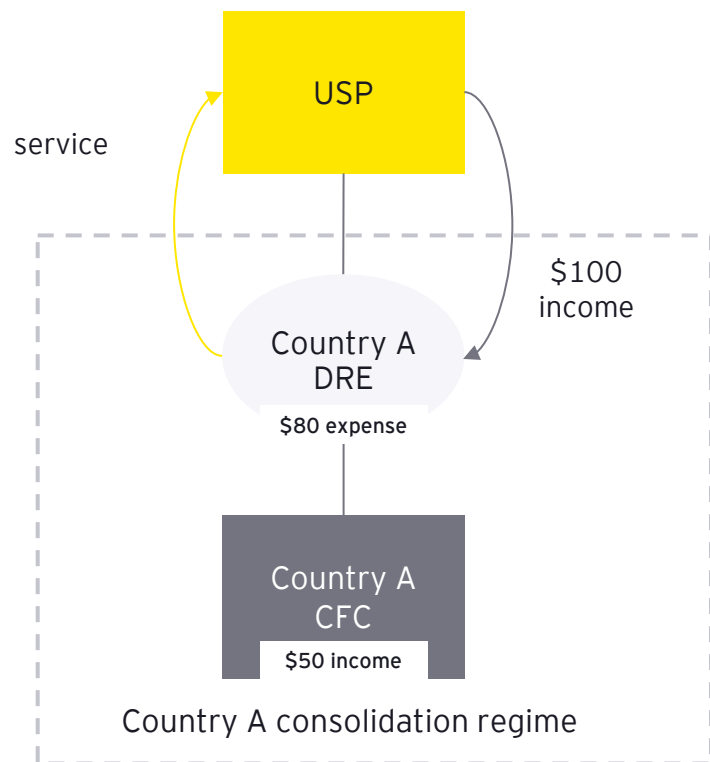 USP
service
$100
income
Country A
DRE
$80 expense
Country A
CFC
$50 income
Country A consolidation regime